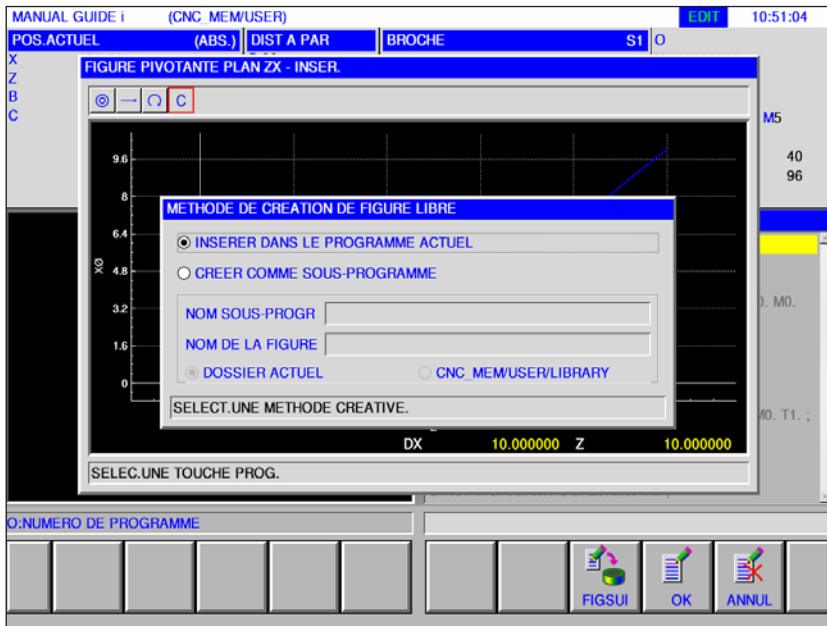 MANUAL GUIDE i (CNC_MEM/USER) EDIT 10:51:04
POS.ACTUEL (ABS.) DIST A PAR BROCHE S1 O
X
Z
B
C
FIGURE PIVOTANTE PLAN ZX - INSER.
C
M5
40
96
9.6
8
6.4
4.8
3.2
1.6
0
XØ
METHODE DE CREATION DE FIGURE LIBRE
INSERER DANS LE PROGRAMME ACTUEL
CREER COMME SOUS-PROGRAMME
NOM SOUS-PROGR
NOM DE LA FIGURE
DOSSIER ACTUEL CNC_MEM/USER/LIBRARY
SELECT.UNE METHODE CREATIVE.
0. M0.
M0. T1. ;
DX 10.000000 Z 10.000000
SELEC.UNE TOUCHE PROG.
O:NUMERO DE PROGRAMME
FIGSUI OK ANNUL